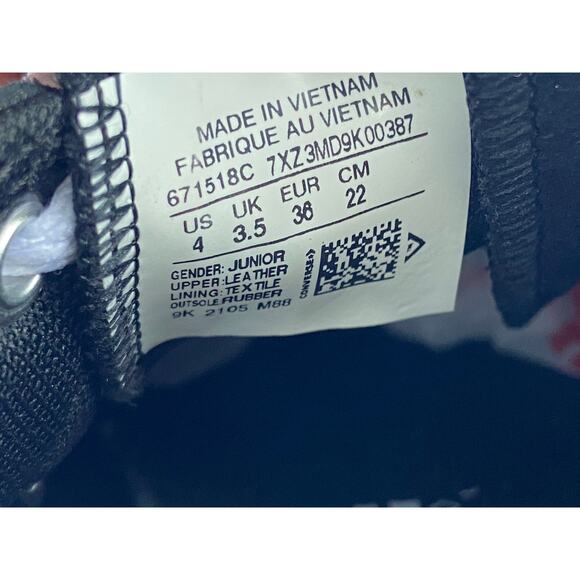 MADE IN VIETNAM
FABRIQUE AU VIETNAM
671518C 7XZ3MD9K00387
US UK EUR CM
4 3.5 36 22
GENDER: JUNIOR
UPPER: LEATHER
LINING: TEXTILE
OUTSOLE: RUBBER
9K 2105 M88
CONVERSE